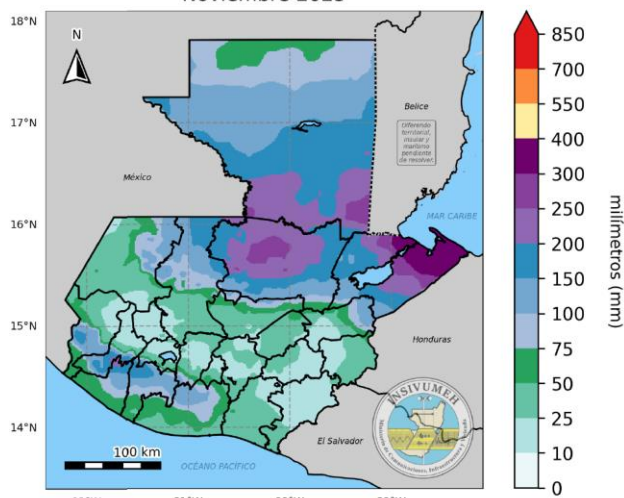 18°N
17°N
16°N
15°N
14°N
N
México
Belice
Diferendo
territorial,
insular y
marítimo
pendiente
de resolver.
MAR CARIBE
Honduras
El Salvador
OCÉANO PACÍFICO
100 km
INSIVUMEH
850
700
550
400
300
250
200
150
100
75
50
25
10
0
milímetros (mm)